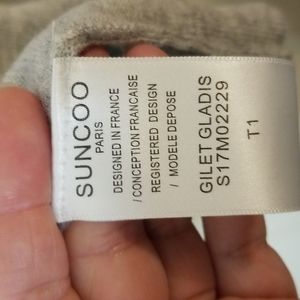 SUNCOO
PARIS
DESIGNED IN FRANCE
/ CONCEPTION FRANCAISE
REGISTERED DESIGN
/ MODELE DEPOSE
GILET GLADIS
S17M02229
T1